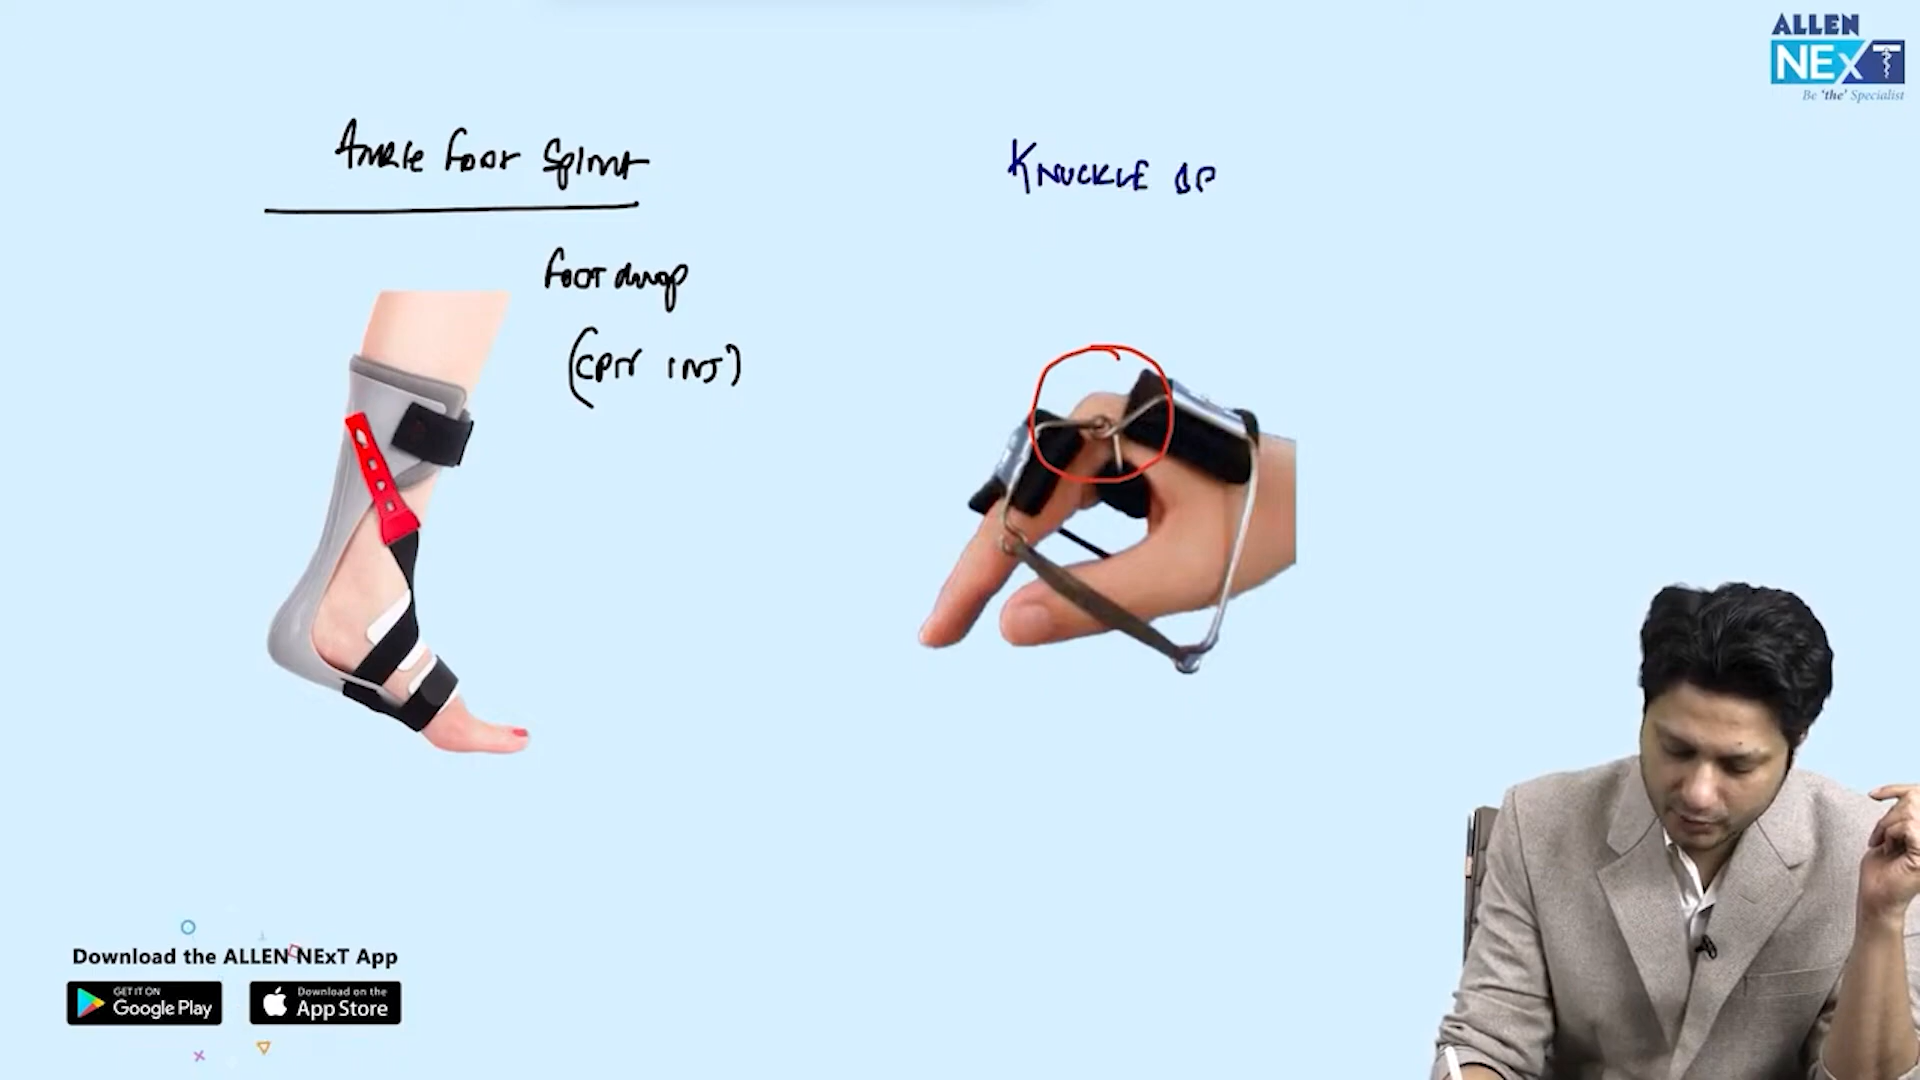 ALLEN
NExT
Be 'the' Specialist
Ankle foot Splint
KNUCKLE SP
foot drop
(CPN INJ)
Download the ALLEN NExT App
GET IT ON
Google Play
Download on the
App Store